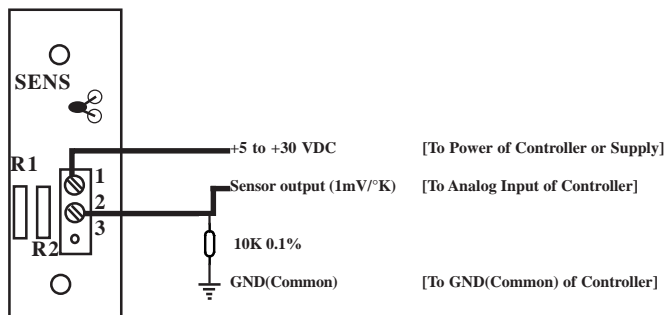 SENS
+5 to +30 VDC [To Power of Controller or Supply]
R1
1
Sensor output (1mV/°K) [To Analog Input of Controller]
2
3
10K 0.1%
R2
GND(Common) [To GND(Common) of Controller]